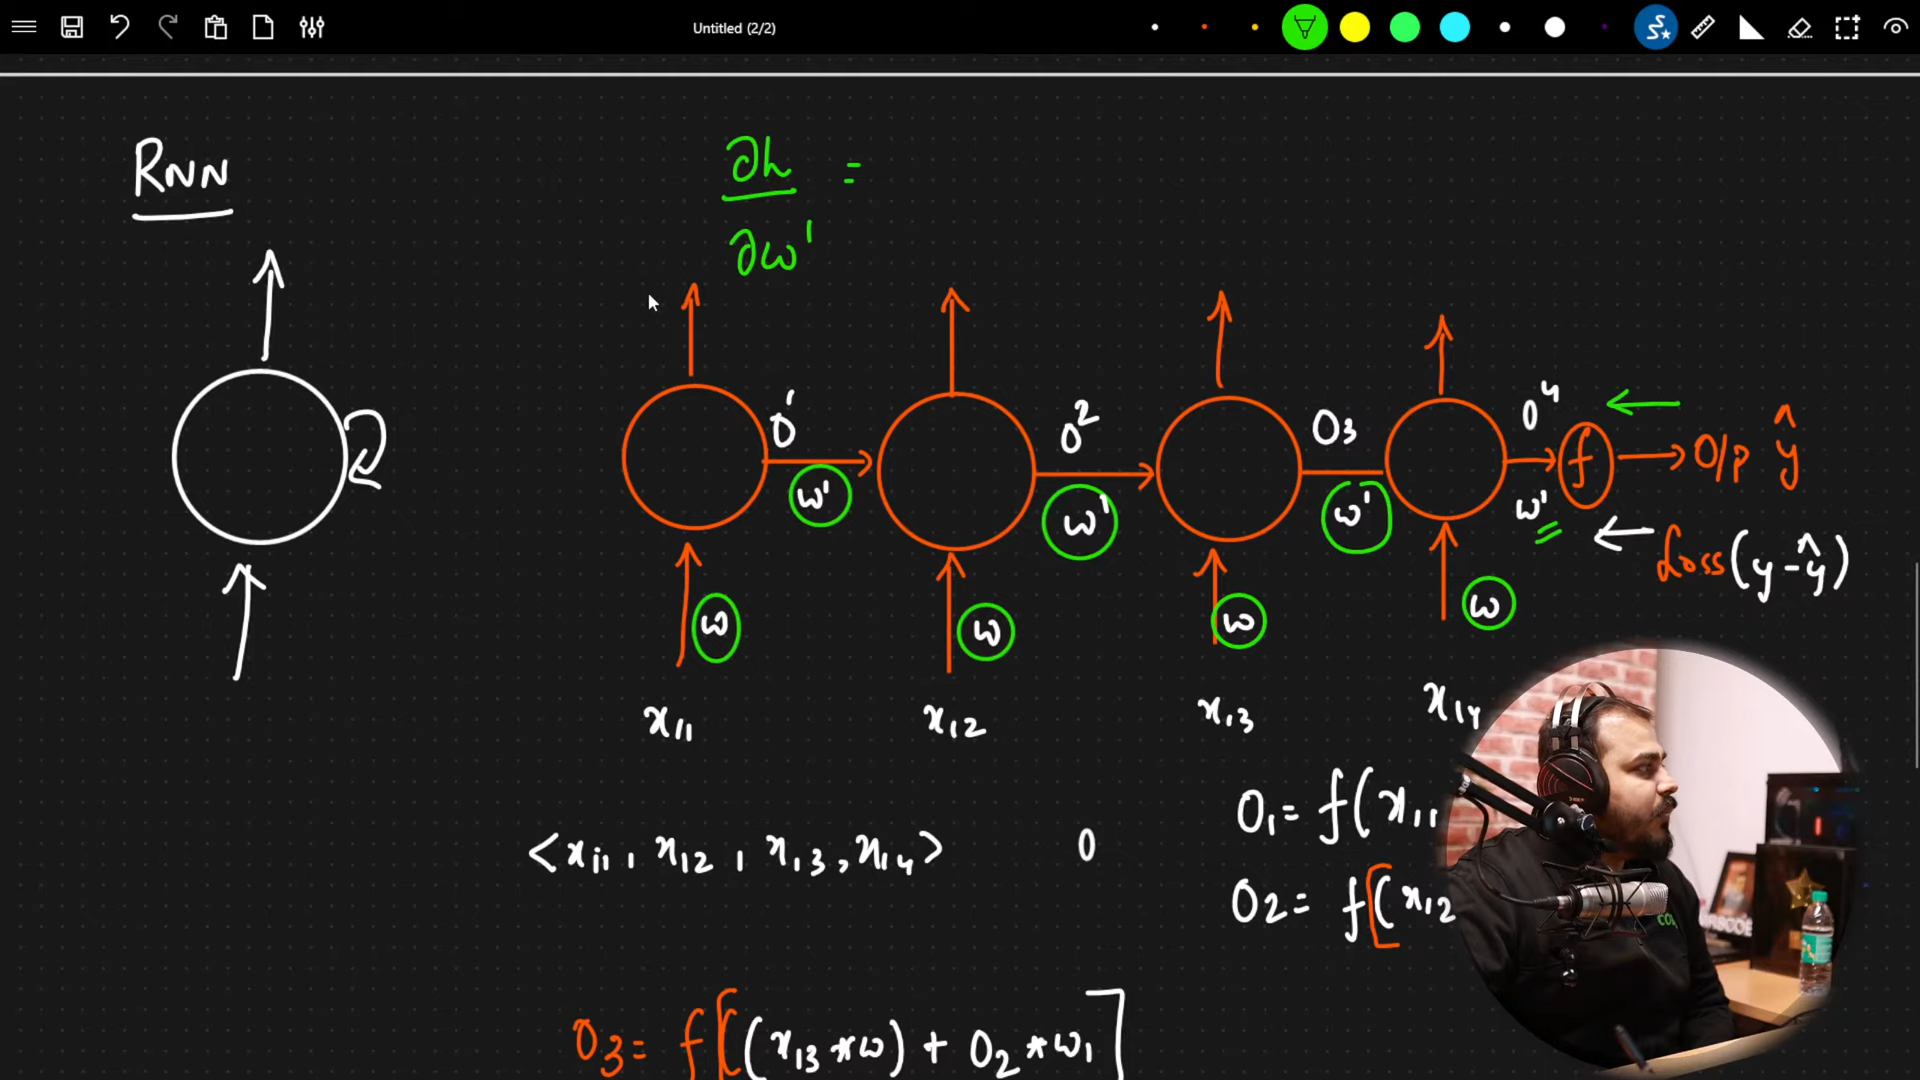 Untitled (2/2)
RNN
∂h =
∂w'
O' O² O3 O⁴
w' w¹ w' w'
f → O/p ŷ
Loss (y - ŷ)
w w w w
x11 x12 x13 x14
<x11, x12, x13, x14> 0
O1= f(x11
O2= f[(x12
O3= f[((x13 *w) + O2 *w1]